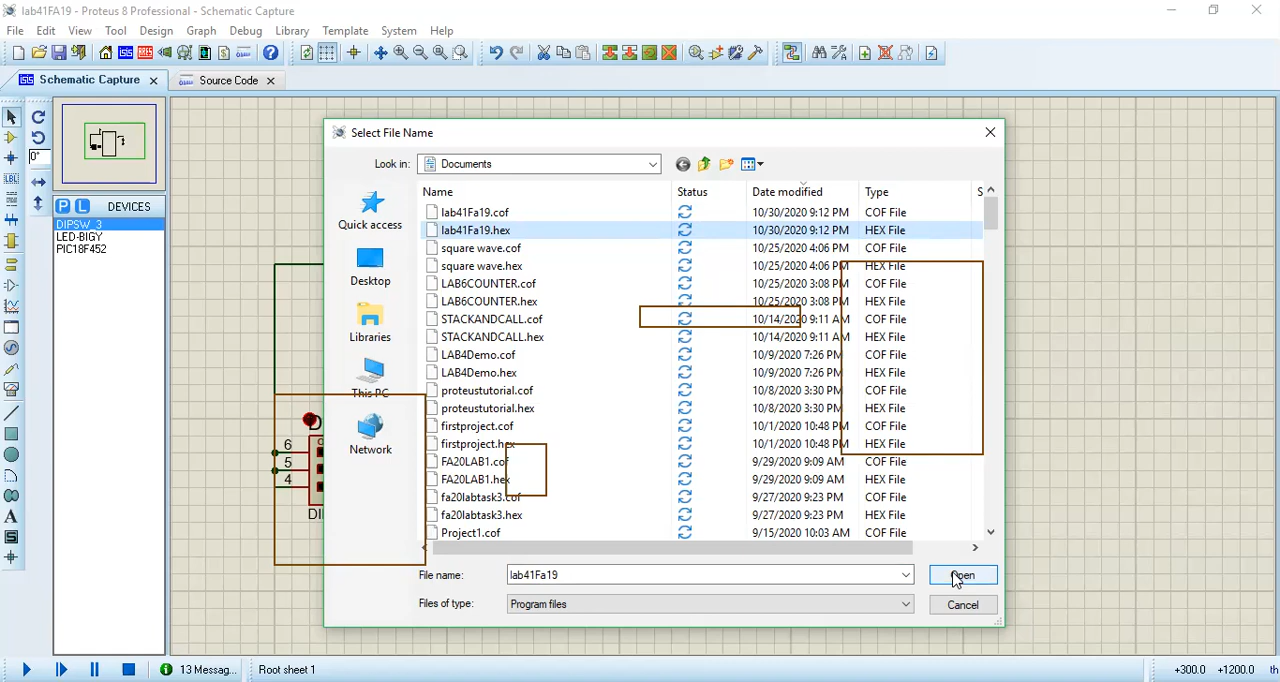 lab41FA19 - Proteus 8 Professional - Schematic Capture
File Edit View Tool Design Graph Debug Library Template System Help
Schematic Capture
Source Code
0°
LBL
P L DEVICES
DIPSW_3
LED-BIGY
PIC18F452
6
5
4
Select File Name
Look in: Documents
Quick access
Desktop
Libraries
This PC
Network
Name Status Date modified Type S
lab41Fa19.cof 10/30/2020 9:12 PM COF File
lab41Fa19.hex 10/30/2020 9:12 PM HEX File
square wave.cof 10/25/2020 4:06 PM COF File
square wave.hex 10/25/2020 4:06 PM HEX File
LAB6COUNTER.cof 10/25/2020 3:08 PM COF File
LAB6COUNTER.hex 10/25/2020 3:08 PM HEX File
STACKANDCALL.cof 10/14/2020 9:11 AM COF File
STACKANDCALL.hex 10/14/2020 9:11 AM HEX File
LAB4Demo.cof 10/9/2020 7:26 PM COF File
LAB4Demo.hex 10/9/2020 7:26 PM HEX File
proteustutorial.cof 10/8/2020 3:30 PM COF File
proteustutorial.hex 10/8/2020 3:30 PM HEX File
firstproject.cof 10/1/2020 10:48 PM COF File
firstproject.hex 10/1/2020 10:48 PM HEX File
FA20LAB1.cof 9/29/2020 9:09 AM COF File
FA20LAB1.hex 9/29/2020 9:09 AM HEX File
fa20labtask3.cof 9/27/2020 9:23 PM COF File
fa20labtask3.hex 9/27/2020 9:23 PM HEX File
Project1.cof 9/15/2020 10:03 AM COF File
File name: lab41Fa19 Open
Files of type: Program files Cancel
13 Messag... Root sheet 1 +300.0 +1200.0 th